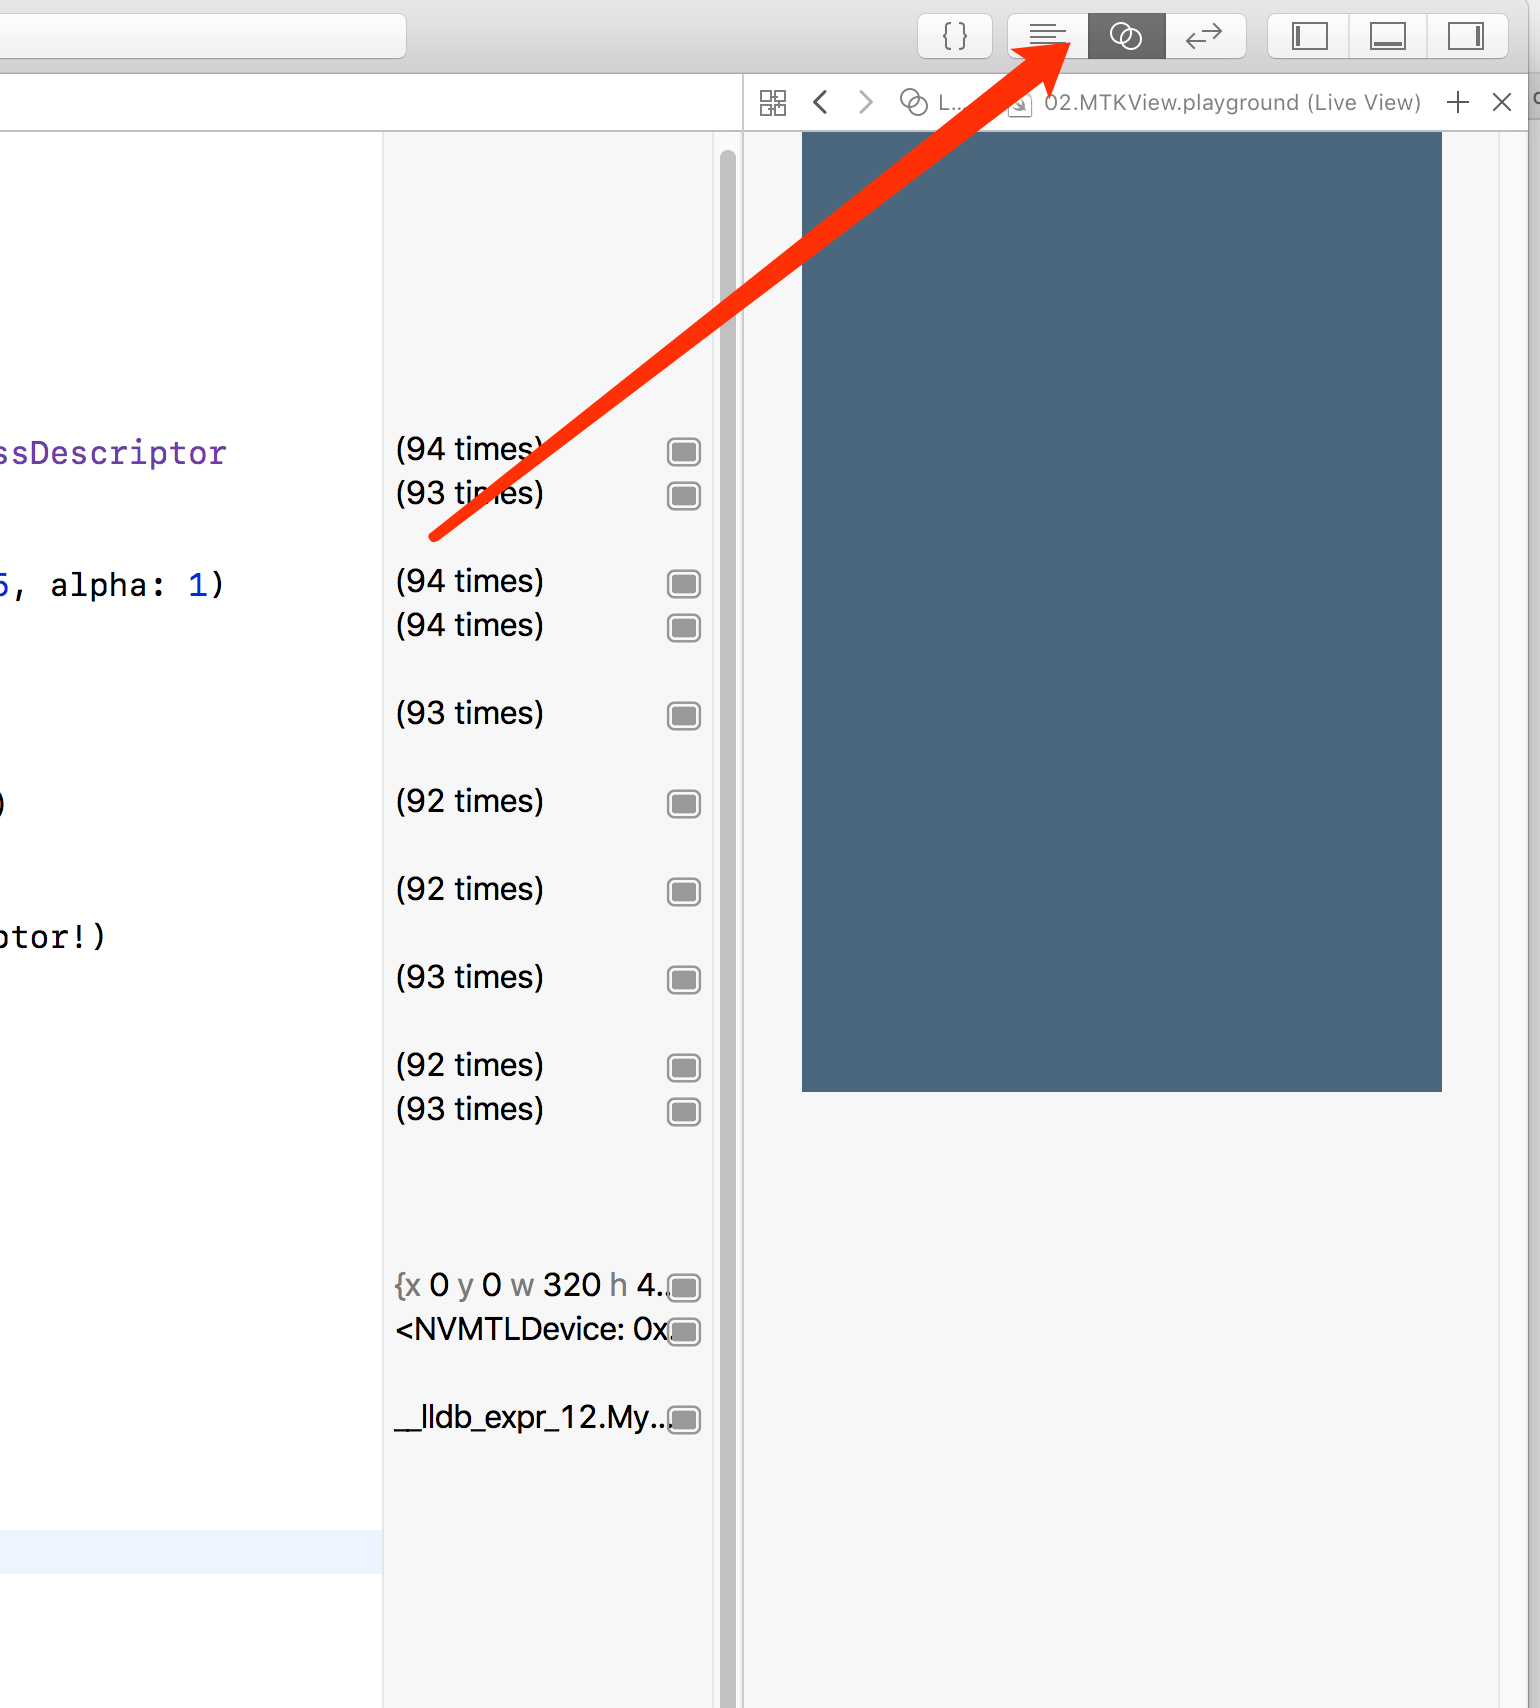 {}
L... 02.MTKView.playground (Live View)
ssDescriptor
(94 times)
(93 times)
5, alpha: 1)
(94 times)
(94 times)
(93 times)
)
(92 times)
(92 times)
ptor!)
(93 times)
(92 times)
(93 times)
{x 0 y 0 w 320 h 4...
<NVMTLDevice: 0x...
__lldb_expr_12.My...